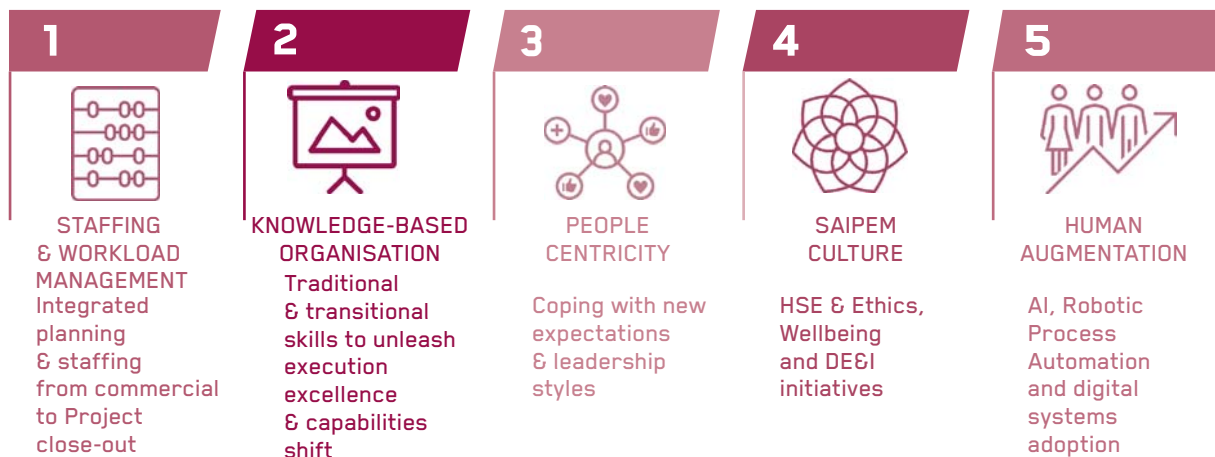 1
STAFFING
& WORKLOAD
MANAGEMENT
Integrated
planning
& staffing
from commercial
to Project
close-out
2
KNOWLEDGE-BASED
ORGANISATION
Traditional
& transitional
skills to unleash
execution
excellence
& capabilities
shift
3
PEOPLE
CENTRICITY
Coping with new
expectations
& leadership
styles
4
SAIPEM
CULTURE
HSE & Ethics,
Wellbeing
and DE&I
initiatives
5
HUMAN
AUGMENTATION
AI, Robotic
Process
Automation
and digital
systems
adoption